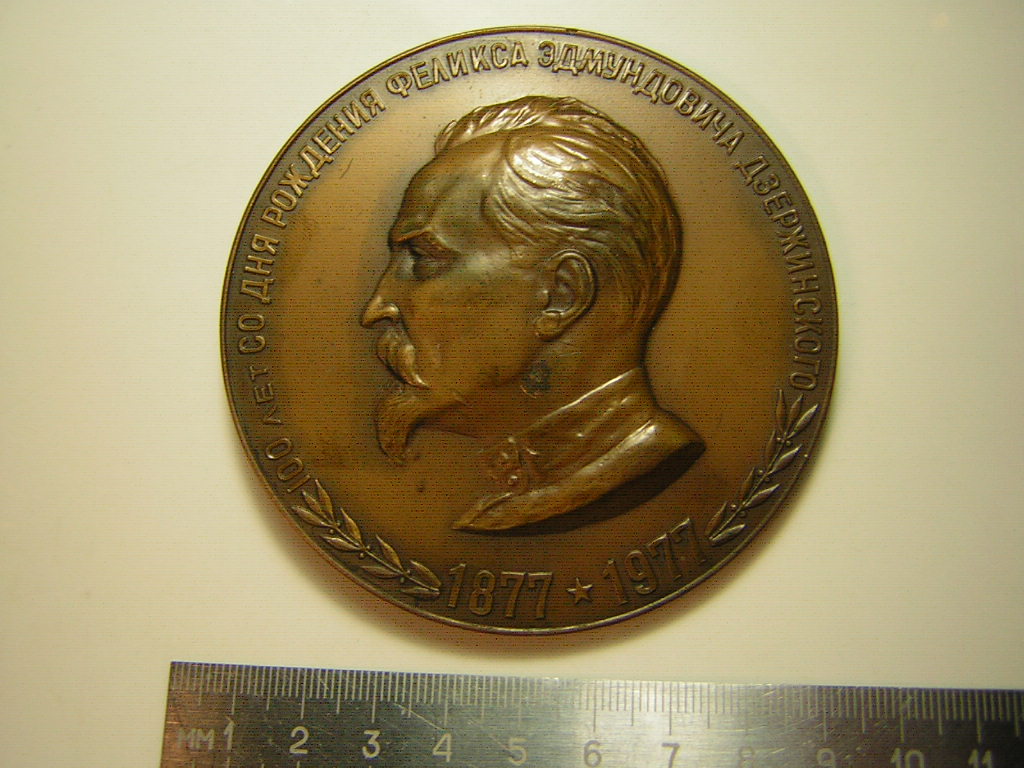 100 ЛЕТ СО ДНЯ РОЖДЕНИЯ ФЕЛИКСА ЭДМУНДОВИЧА ДЗЕРЖИНСКОГО
1877 ★ 1977
мм 1 2 3 4 5 6 7 8 9 10 11